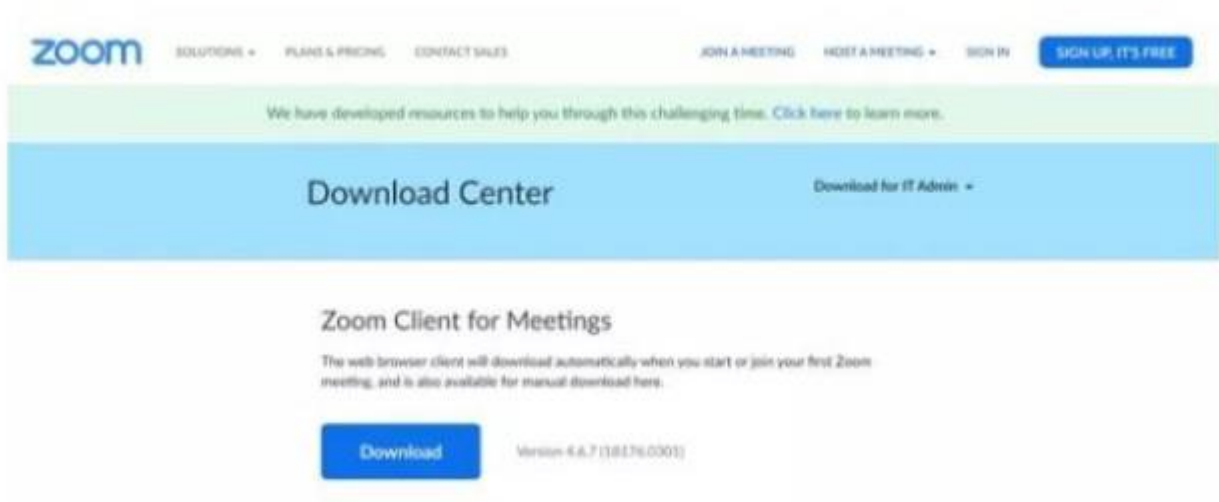 zoom SOLUTIONS PLANS & PRICING CONTACT SALES JOIN A MEETING HOST A MEETING SIGN IN SIGN UP, IT'S FREE
We have developed resources to help you through this challenging time. Click here to learn more.
Download Center Download for IT Admin
Zoom Client for Meetings
The web browser client will download automatically when you start or join your first Zoom
meeting, and is also available for manual download here.
Download Version 4.6.7 (18176.0301)